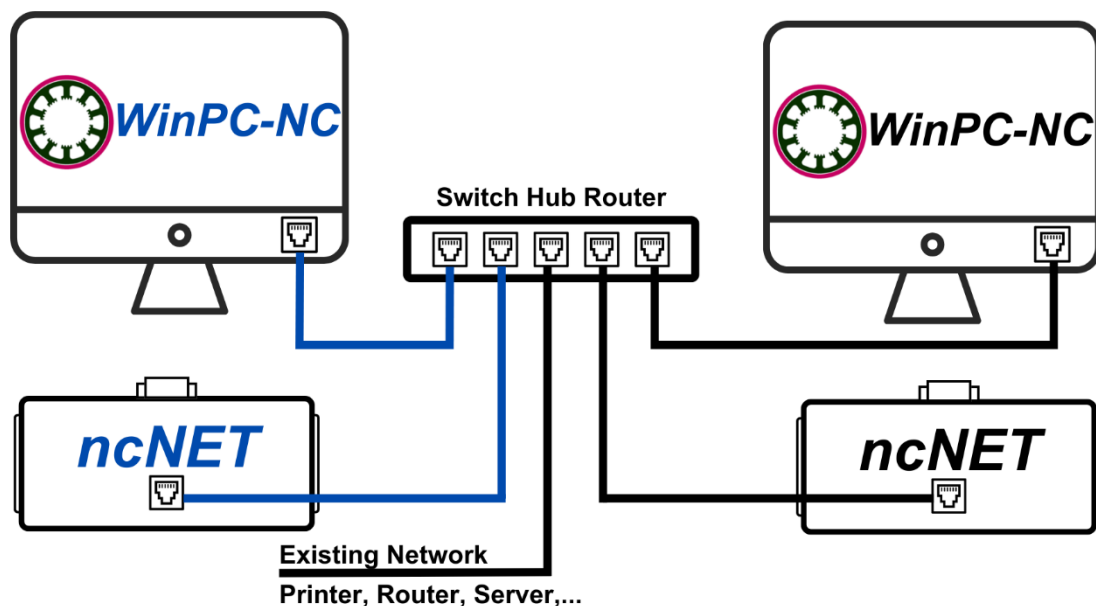 WinPC-NC
WinPC-NC
Switch Hub Router
ncNET
ncNET
Existing Network
Printer, Router, Server,...